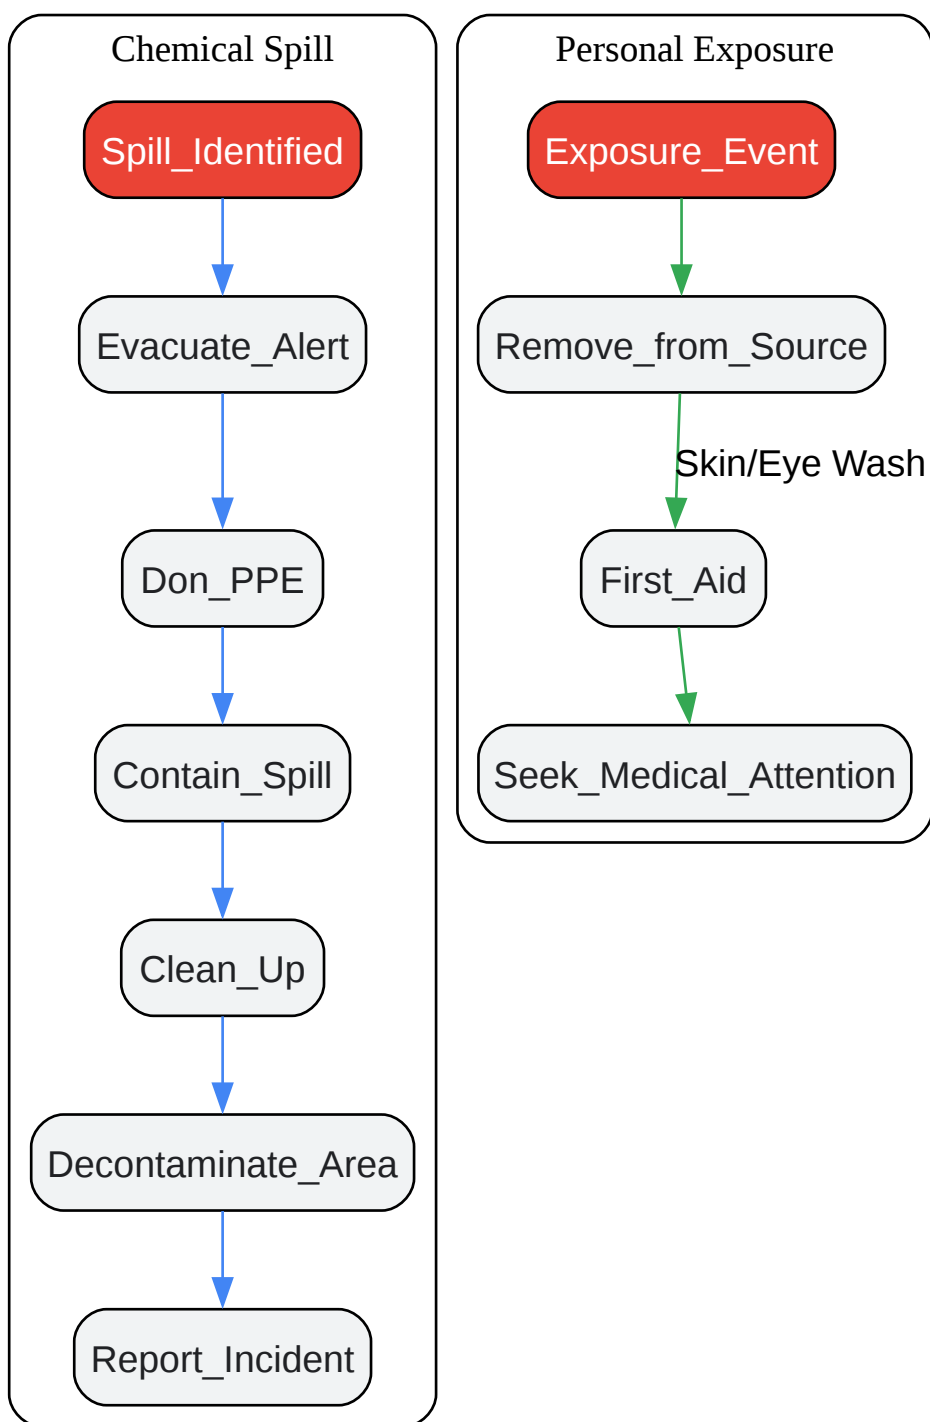 Chemical Spill
Spill_Identified
Evacuate_Alert
Don_PPE
Contain_Spill
Clean_Up
Decontaminate_Area
Report_Incident
Personal Exposure
Exposure_Event
Remove_from_Source
Skin/Eye Wash
First_Aid
Seek_Medical_Attention